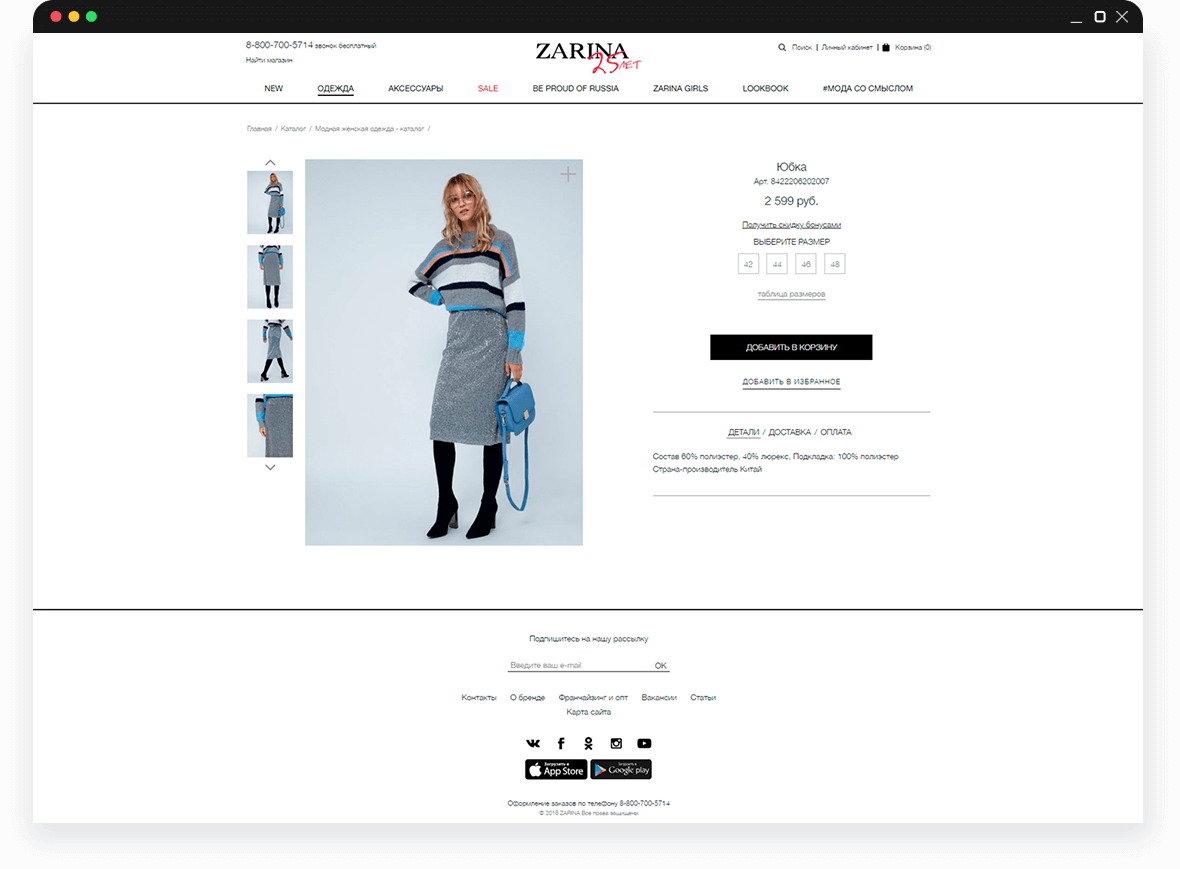 8-800-700-5714 звонок бесплатный
Найти магазин
ZARINA
25 ЛЕТ
Поиск | Личный кабинет | Корзина (0)
NEW ОДЕЖДА АКСЕССУАРЫ SALE BE PROUD OF RUSSIA ZARINA GIRLS LOOKBOOK #МОДА СО СМЫСЛОМ
Главная / Каталог / Модная женская одежда - каталог /
Юбка
Арт. 8422206202007
2 599 руб.
Получить скидку бонусами
ВЫБЕРИТЕ РАЗМЕР
42 44 46 48
таблица размеров
ДОБАВИТЬ В КОРЗИНУ
ДОБАВИТЬ В ИЗБРАННОЕ
ДЕТАЛИ / ДОСТАВКА / ОПЛАТА
Состав 60% полиэстер, 40% люрекс, Подкладка: 100% полиэстер
Страна-производитель Китай
Подпишитесь на нашу рассылку
Введите ваш e-mail OK
Контакты О бренде Франчайзинг и опт Вакансии Статьи
Карта сайта
Загрузите в App Store
Загрузить в Google play
Оформление заказов по телефону 8-800-700-5714
© 2018 ZARINA Все права защищены